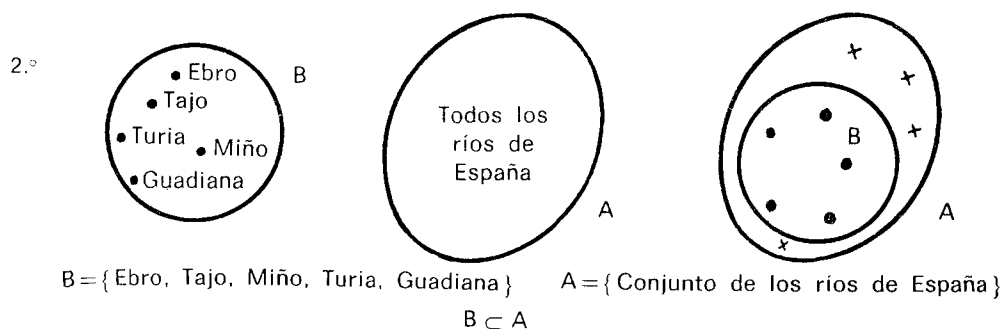 2.°
B
Ebro
Tajo
Turia
Miño
Guadiana
Todos los
ríos de
España
A
B
A
B={Ebro, Tajo, Miño, Turia, Guadiana} A={Conjunto de los ríos de España}
B ⊂ A